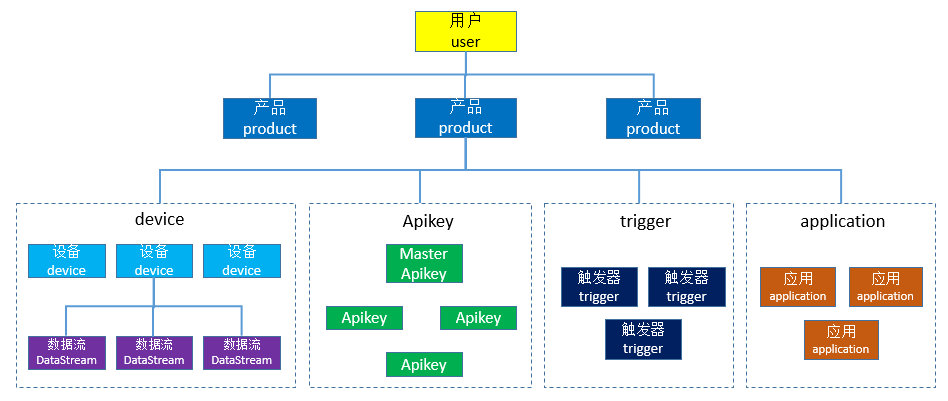 用户
user
产品
product
产品
product
产品
product
device
设备
device
设备
device
设备
device
数据流
DataStream
数据流
DataStream
数据流
DataStream
Apikey
Master
Apikey
Apikey
Apikey
Apikey
trigger
触发器
trigger
触发器
trigger
触发器
trigger
application
应用
application
应用
application
应用
application